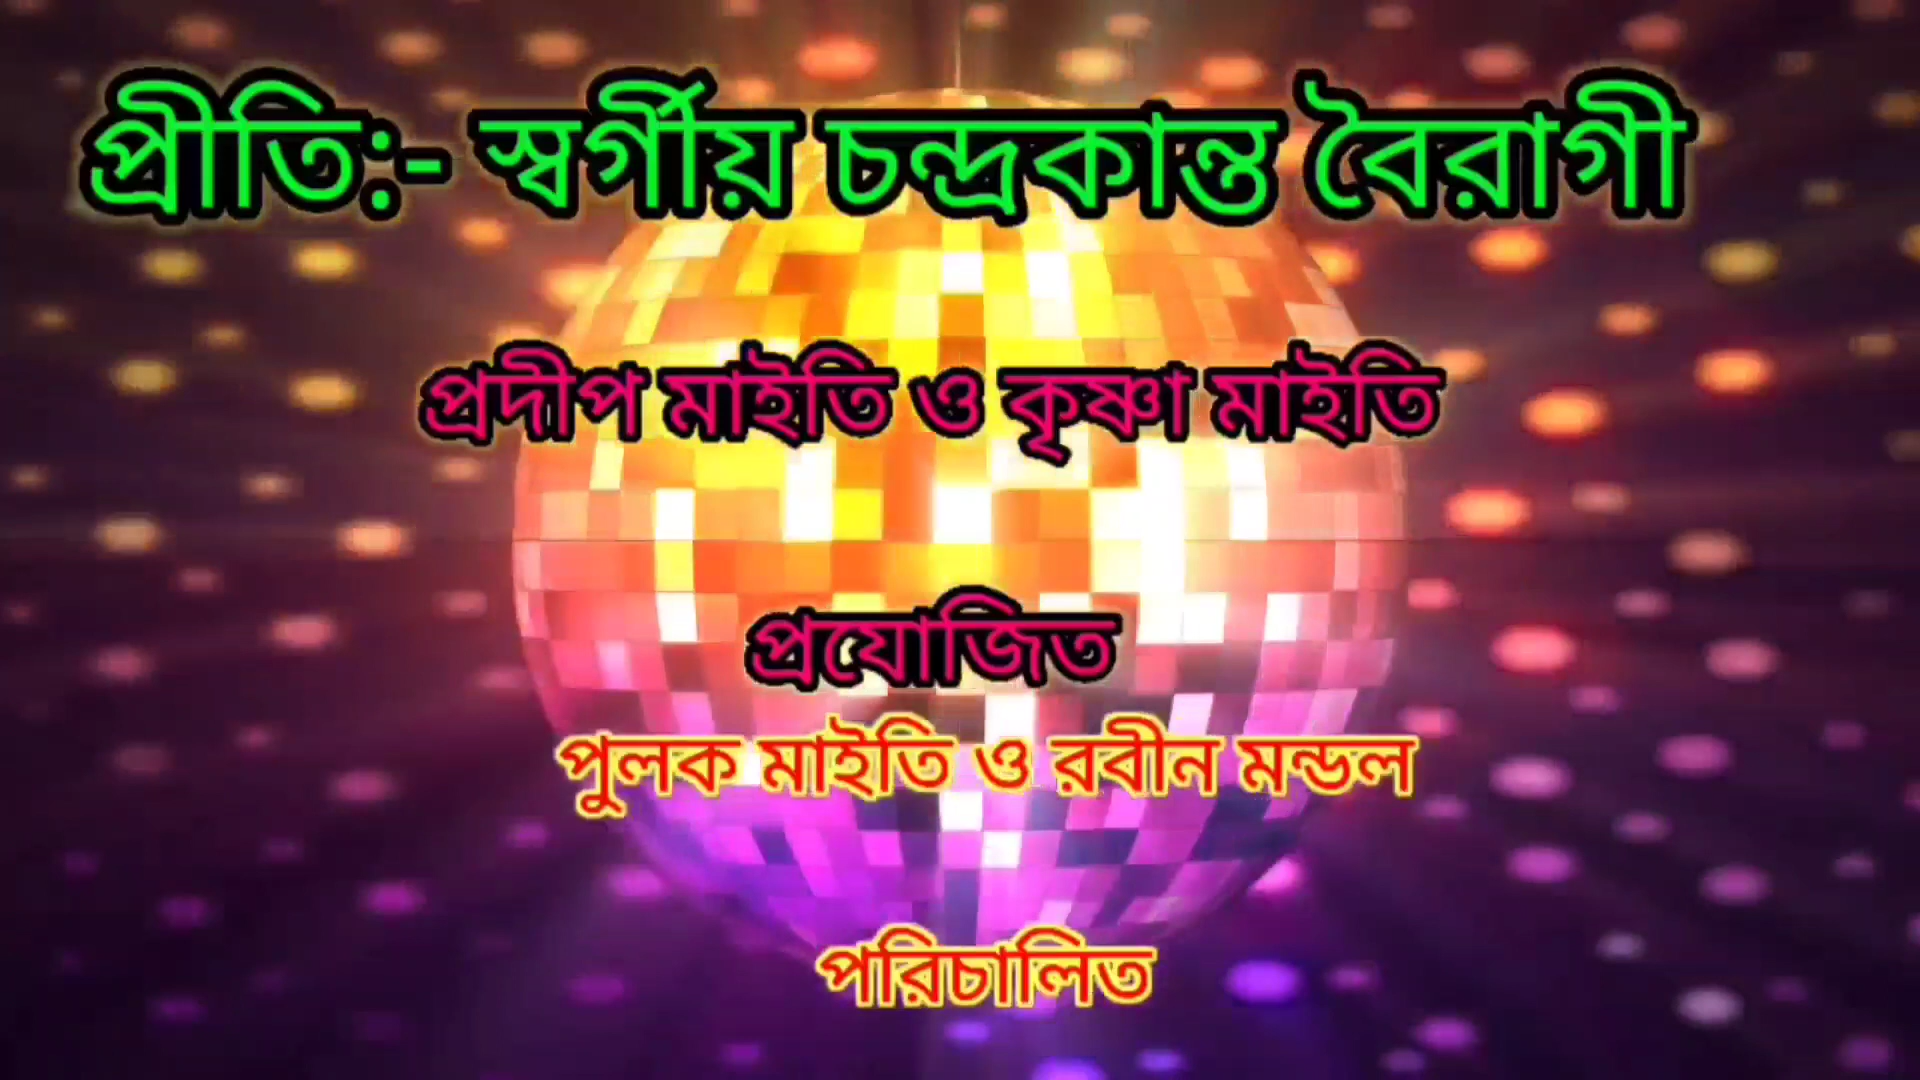 প্রীতি:- স্বর্গীয় চন্দ্রকান্ত বৈরাগী
প্রদীপ মাইতি ও কৃষ্ণা মাইতি
প্রযোজিত
পুলক মাইতি ও রবীন মন্ডল
পরিচালিত